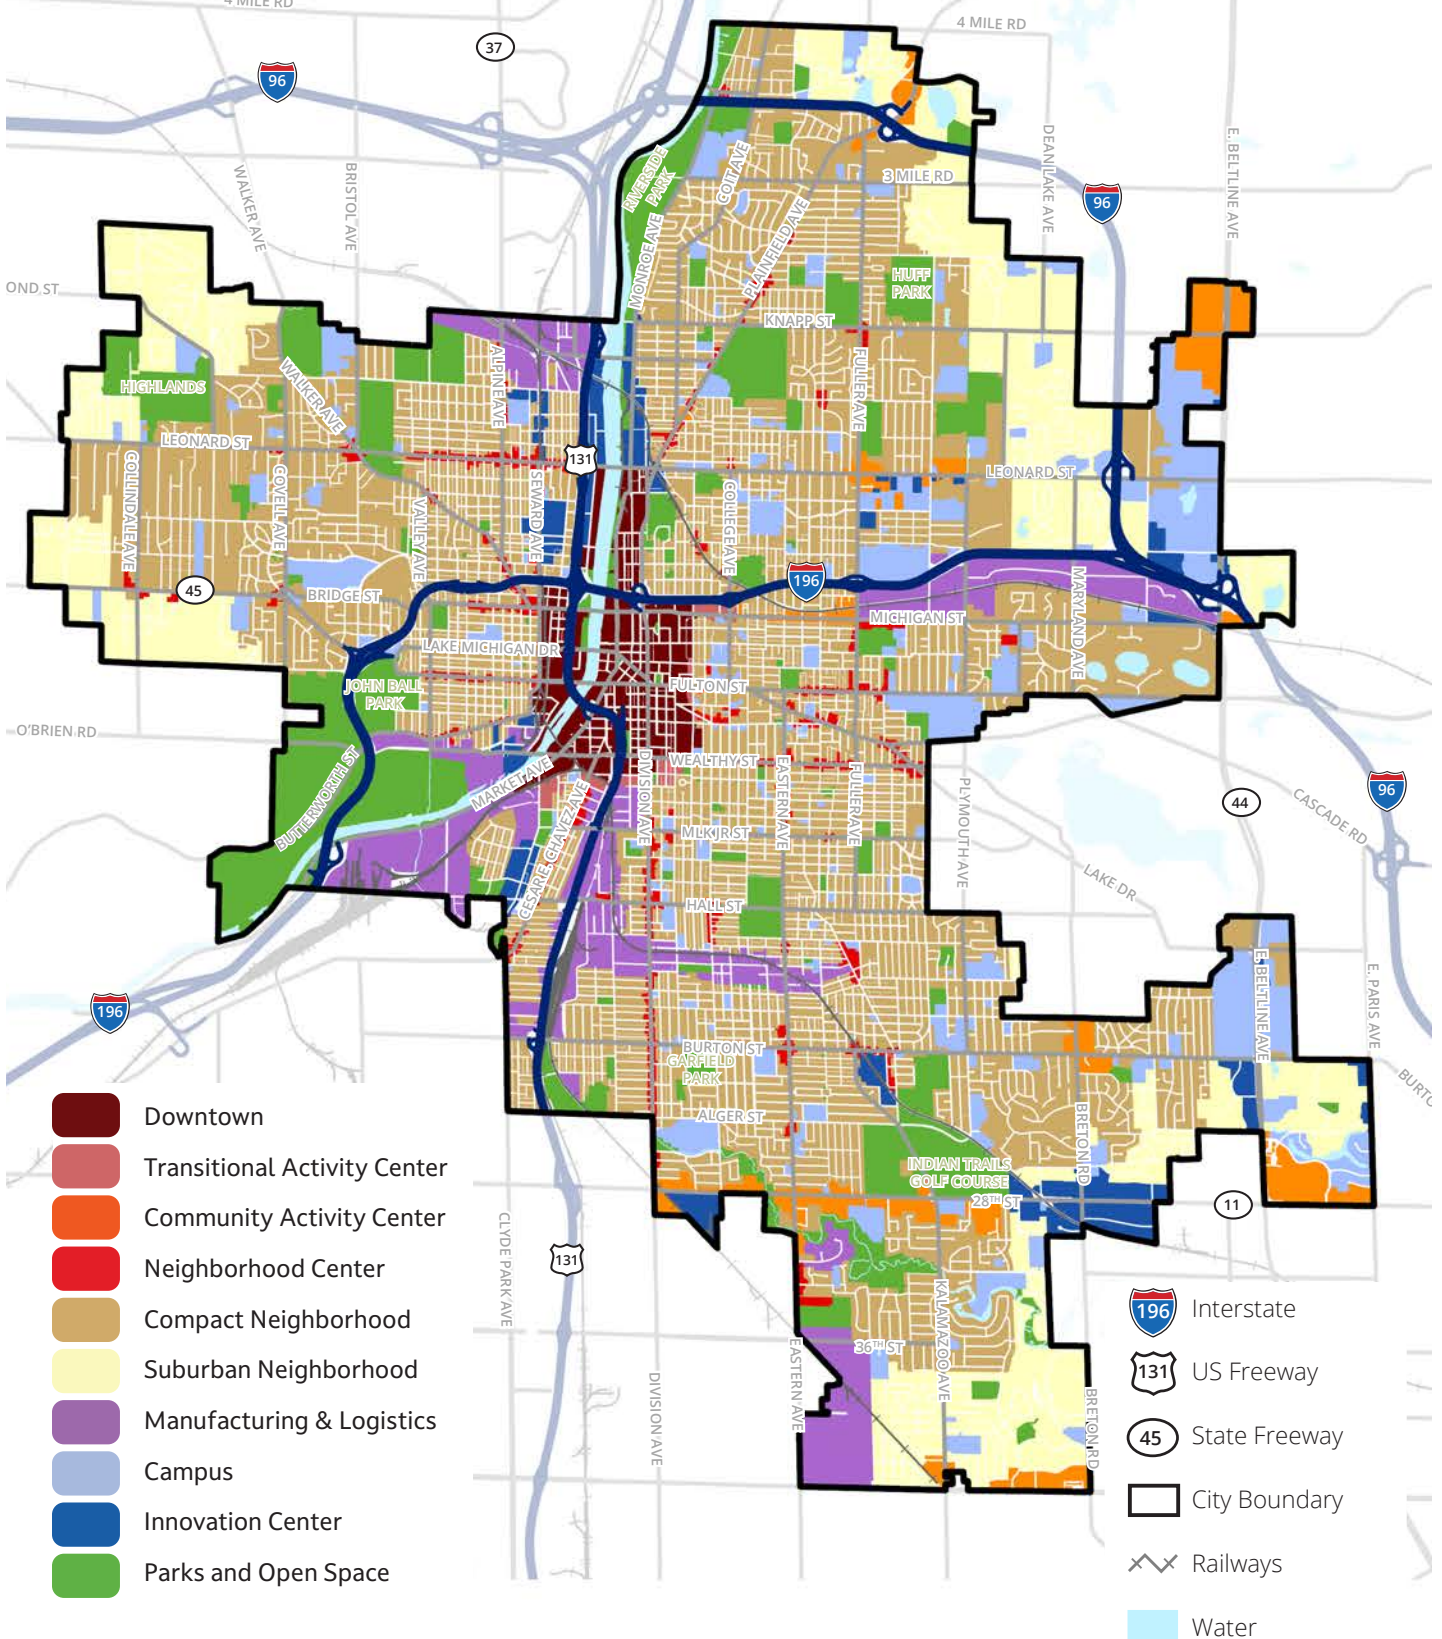 4 MILE RD
4 MILE RD
37
96
WALKER AVE
BRISTOL AVE
RIVERSIDE
PARK
COIT AVE
3 MILE RD
DEAN LAKE AVE
E. BELTLINE AVE
96
MONROE AVE
PLAINFIELD AVE
HUFF
PARK
OND ST
KNAPP ST
HIGHLANDS
WALKER AVE
ALPINE AVE
FULLER AVE
LEONARD ST
131
LEONARD ST
COLLINDALE AVE
COVELL AVE
VALLEY AVE
SEWARD AVE
COLLEGE AVE
45
BRIDGE ST
196
MICHIGAN ST
MARYLAND AVE
LAKE MICHIGAN DR
JOHN BALL
PARK
FULTON ST
O'BRIEN RD
BUTTERWORTH ST
MARKET AVE
WEALTHY ST
DIVISION AVE
EASTERN AVE
FULLER AVE
PLYMOUTH AVE
44
CASCADE RD
96
CESAR E. CHAVEZ AVE
MLK JR ST
LAKE DR
HALL ST
196
E. BELTLINE AVE
E. PARIS AVE
BURTON ST
GARFIELD
PARK
BURTO
ALGER ST
BRETON RD
INDIAN TRAILS
GOLF COURSE
28TH ST
11
CLYDE PARK AVE
131
KALAMAZOO AVE
36TH ST
EASTERN AVE
DIVISION AVE
BRETON RD
Downtown
Transitional Activity Center
Community Activity Center
Neighborhood Center
Compact Neighborhood
Suburban Neighborhood
Manufacturing & Logistics
Campus
Innovation Center
Parks and Open Space
196 Interstate
131 US Freeway
45 State Freeway
City Boundary
Railways
Water